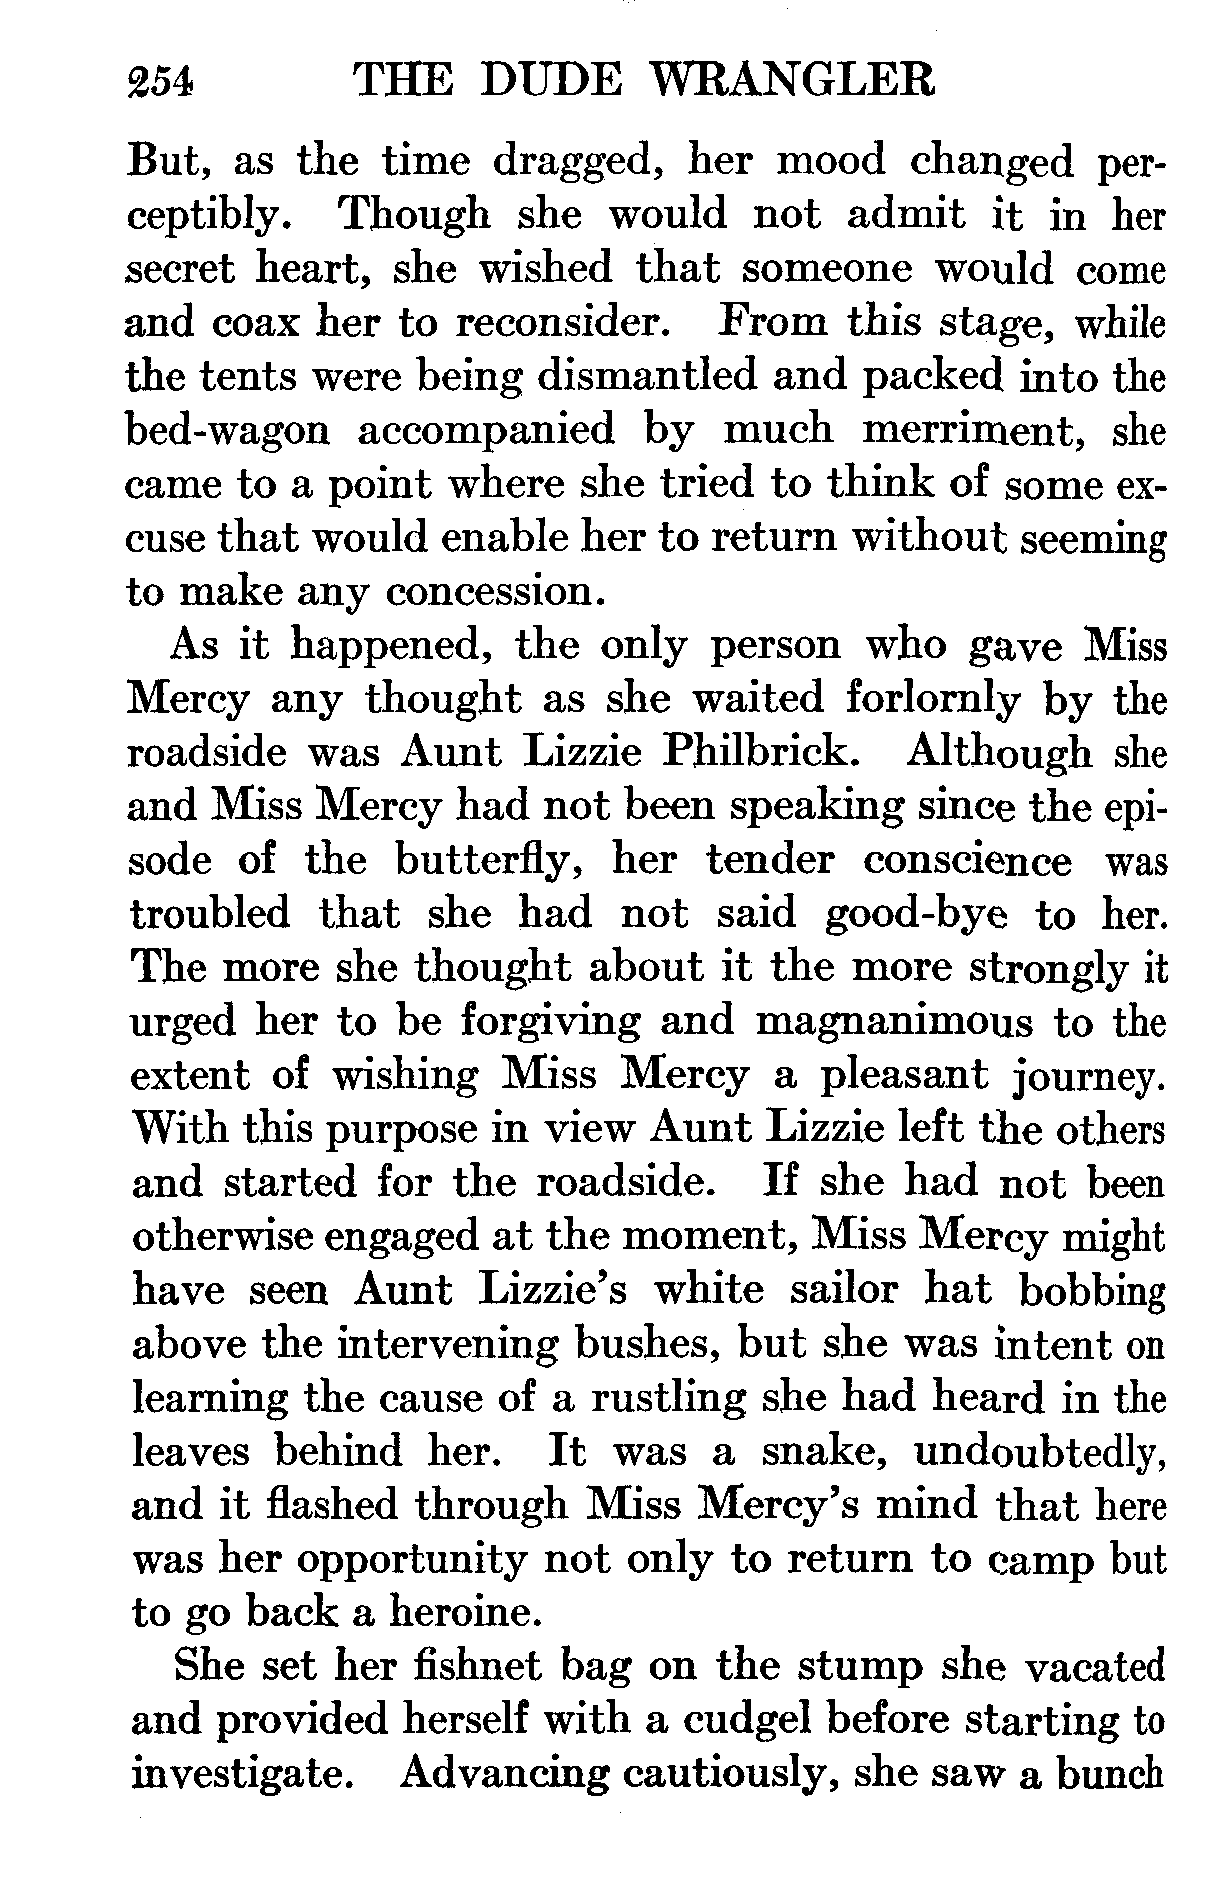 254 THE DUDE WRANGLER
But, as the time dragged, her mood changed per-
ceptibly. Though she would not admit it in her
secret heart, she wished that someone would come
and coax her to reconsider. From this stage, while
the tents were being dismantled and packed into the
bed-wagon accompanied by much merriment, she
came to a point where she tried to think of some ex-
cuse that would enable her to return without seeming
to make any concession.
As it happened, the only person who gave Miss
Mercy any thought as she waited forlornly by the
roadside was Aunt Lizzie Philbrick. Although she
and Miss Mercy had not been speaking since the epi-
sode of the butterfly, her tender conscience was
troubled that she had not said good-bye to her.
The more she thought about it the more strongly it
urged her to be forgiving and magnanimous to the
extent of wishing Miss Mercy a pleasant journey.
With this purpose in view Aunt Lizzie left the others
and started for the roadside. If she had not been
otherwise engaged at the moment, Miss Mercy might
have seen Aunt Lizzie's white sailor hat bobbing
above the intervening bushes, but she was intent on
learning the cause of a rustling she had heard in the
leaves behind her. It was a snake, undoubtedly,
and it flashed through Miss Mercy's mind that here
was her opportunity not only to return to camp but
to go back a heroine.
She set her fishnet bag on the stump she vacated
and provided herself with a cudgel before starting to
investigate. Advancing cautiously, she saw a bunch